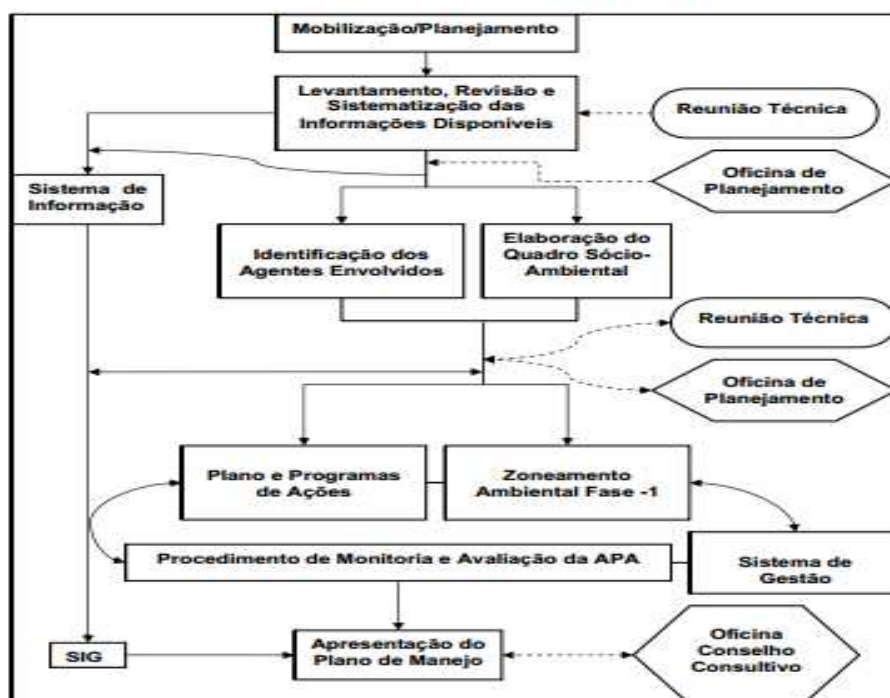 Mobilização/Planejamento
Levantamento, Revisão e
Sistematização das
Informações Disponíveis
Reunião Técnica
Oficina de
Planejamento
Sistema de
Informação
Identificação dos
Agentes Envolvidos
Elaboração do
Quadro Sócio-
Ambiental
Reunião Técnica
Oficina de
Planejamento
Plano e Programas
de Ações
Zoneamento
Ambiental Fase -1
Procedimento de Monitoria e Avaliação da APA
Sistema de
Gestão
SIG
Apresentação do
Plano de Manejo
Oficina
Conselho
Consultivo